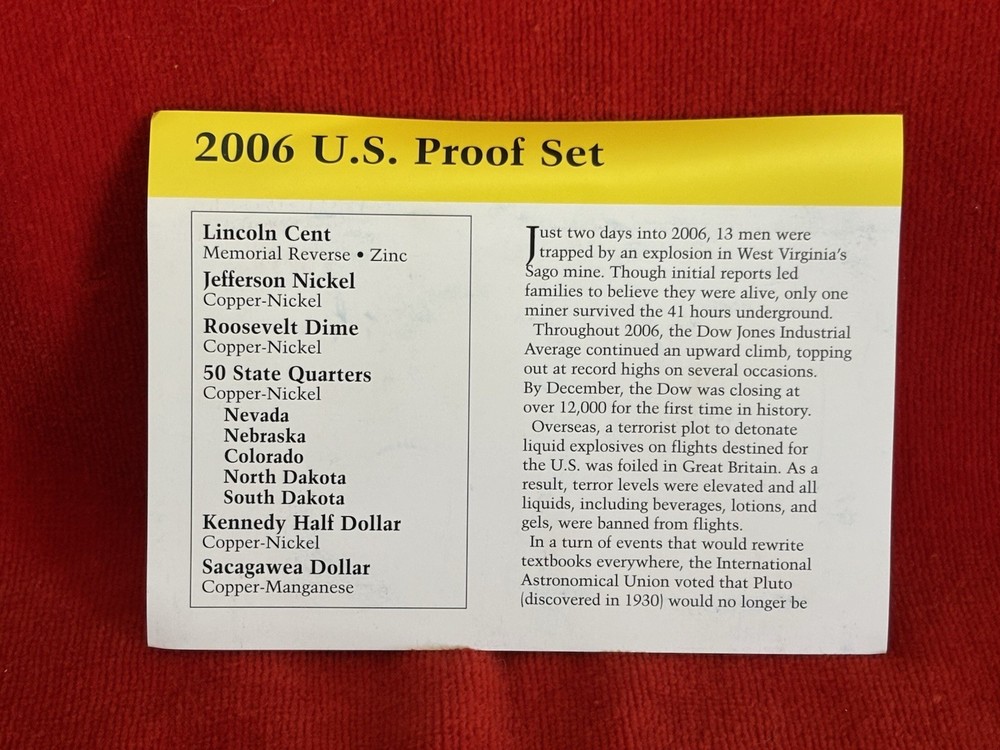 2006 U.S. Proof Set
Lincoln Cent
Memorial Reverse • Zinc
Jefferson Nickel
Copper-Nickel
Roosevelt Dime
Copper-Nickel
50 State Quarters
Copper-Nickel
Nevada
Nebraska
Colorado
North Dakota
South Dakota
Kennedy Half Dollar
Copper-Nickel
Sacagawea Dollar
Copper-Manganese
Just two days into 2006, 13 men were
trapped by an explosion in West Virginia's
Sago mine. Though initial reports led
families to believe they were alive, only one
miner survived the 41 hours underground.
Throughout 2006, the Dow Jones Industrial
Average continued an upward climb, topping
out at record highs on several occasions.
By December, the Dow was closing at
over 12,000 for the first time in history.
Overseas, a terrorist plot to detonate
liquid explosives on flights destined for
the U.S. was foiled in Great Britain. As a
result, terror levels were elevated and all
liquids, including beverages, lotions, and
gels, were banned from flights.
In a turn of events that would rewrite
textbooks everywhere, the International
Astronomical Union voted that Pluto
(discovered in 1930) would no longer be